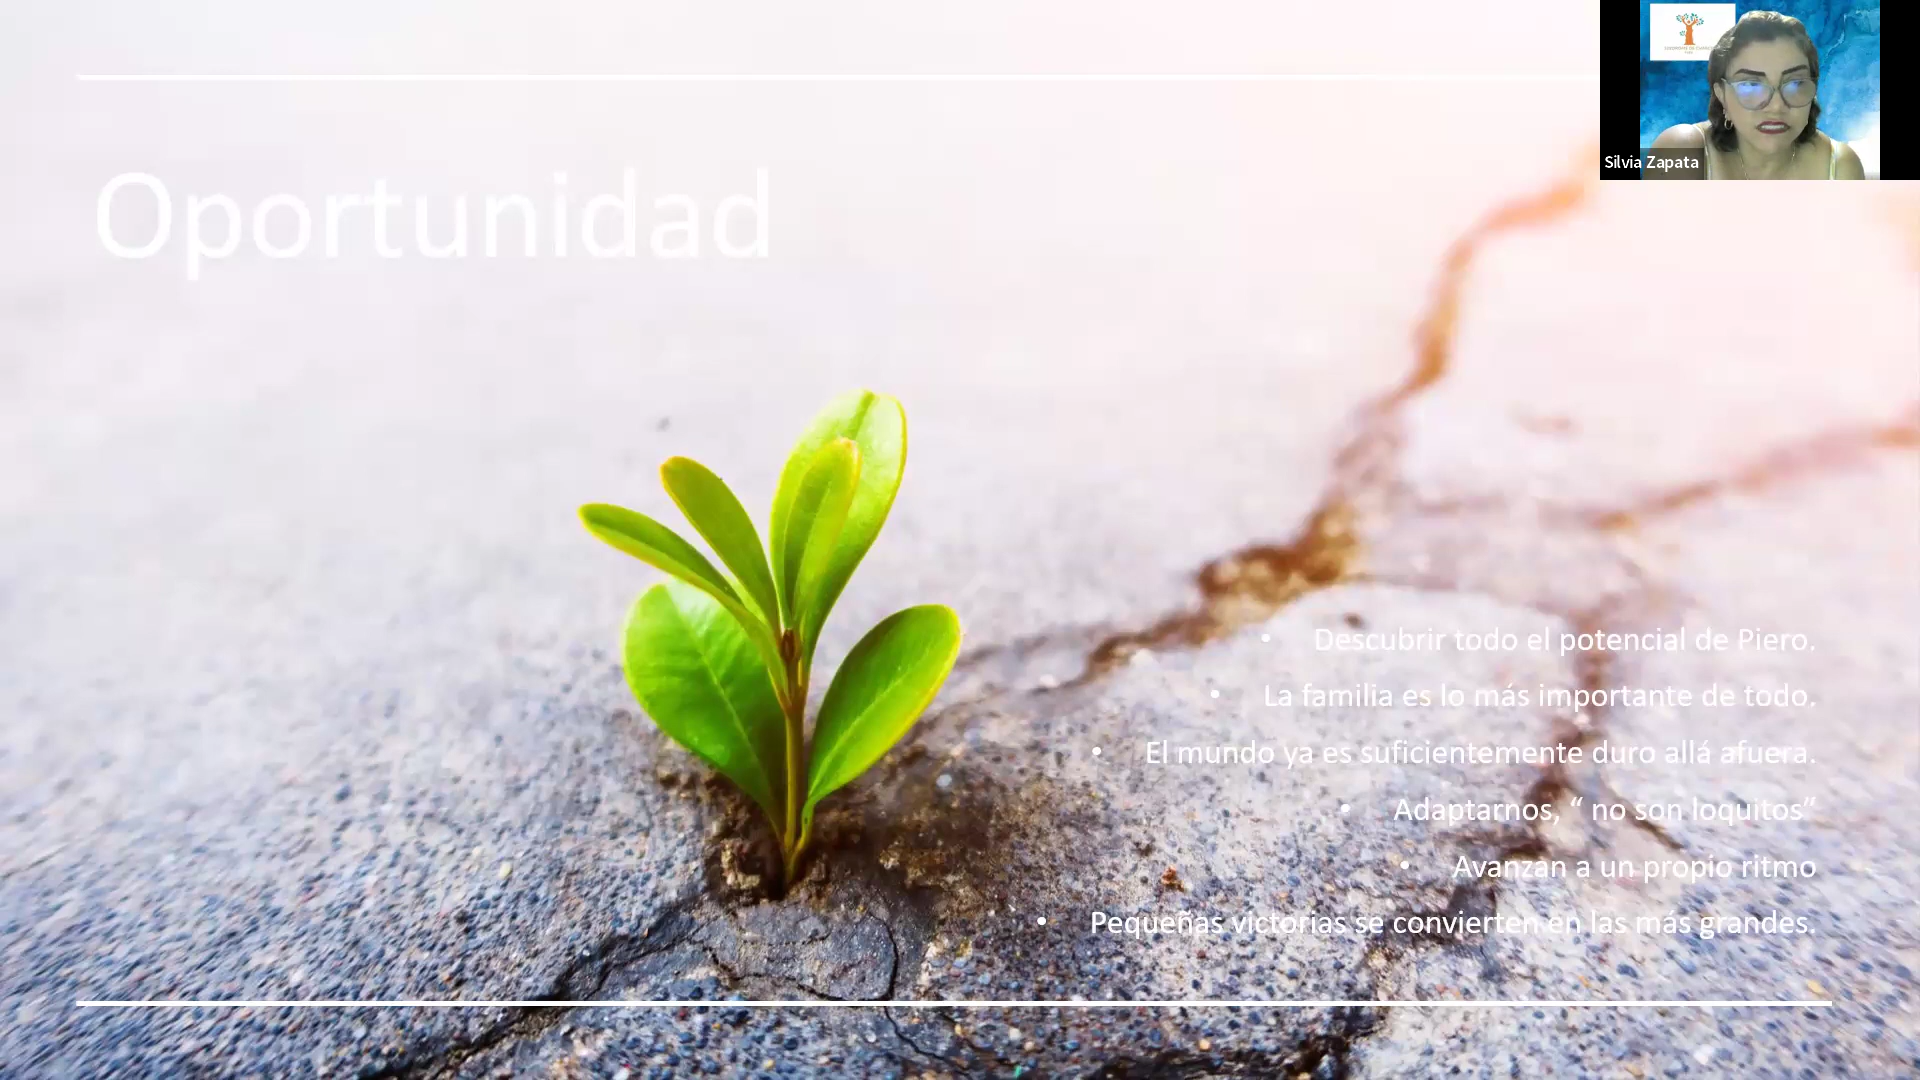 Oportunidad
Silvia Zapata
• Descubrir todo el potencial de Piero.
• La familia es lo más importante de todo.
• El mundo ya es suficientemente duro allá afuera.
• Adaptarnos, “ no son loquitos”
• Avanzan a un propio ritmo
• Pequeñas victorias se convierten en las más grandes.